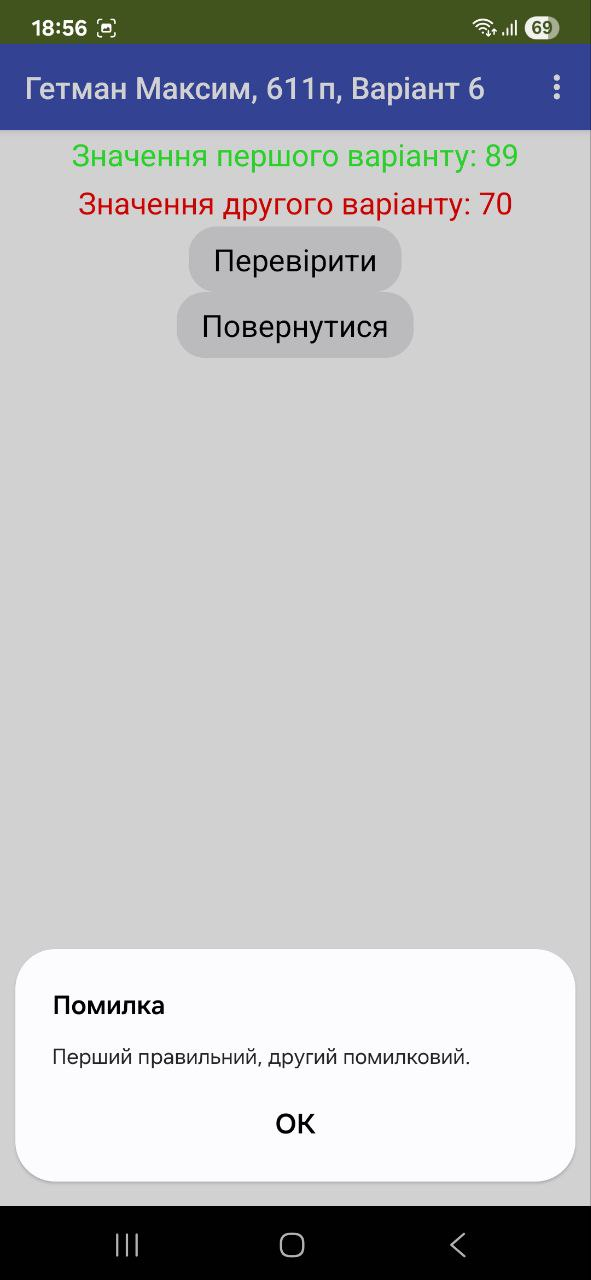 18:56
69
Гетман Максим, 611п, Варіант 6
Значення першого варіанту: 89
Значення другого варіанту: 70
Перевірити
Повернутися
Помилка
Перший правильний, другий помилковий.
ОК